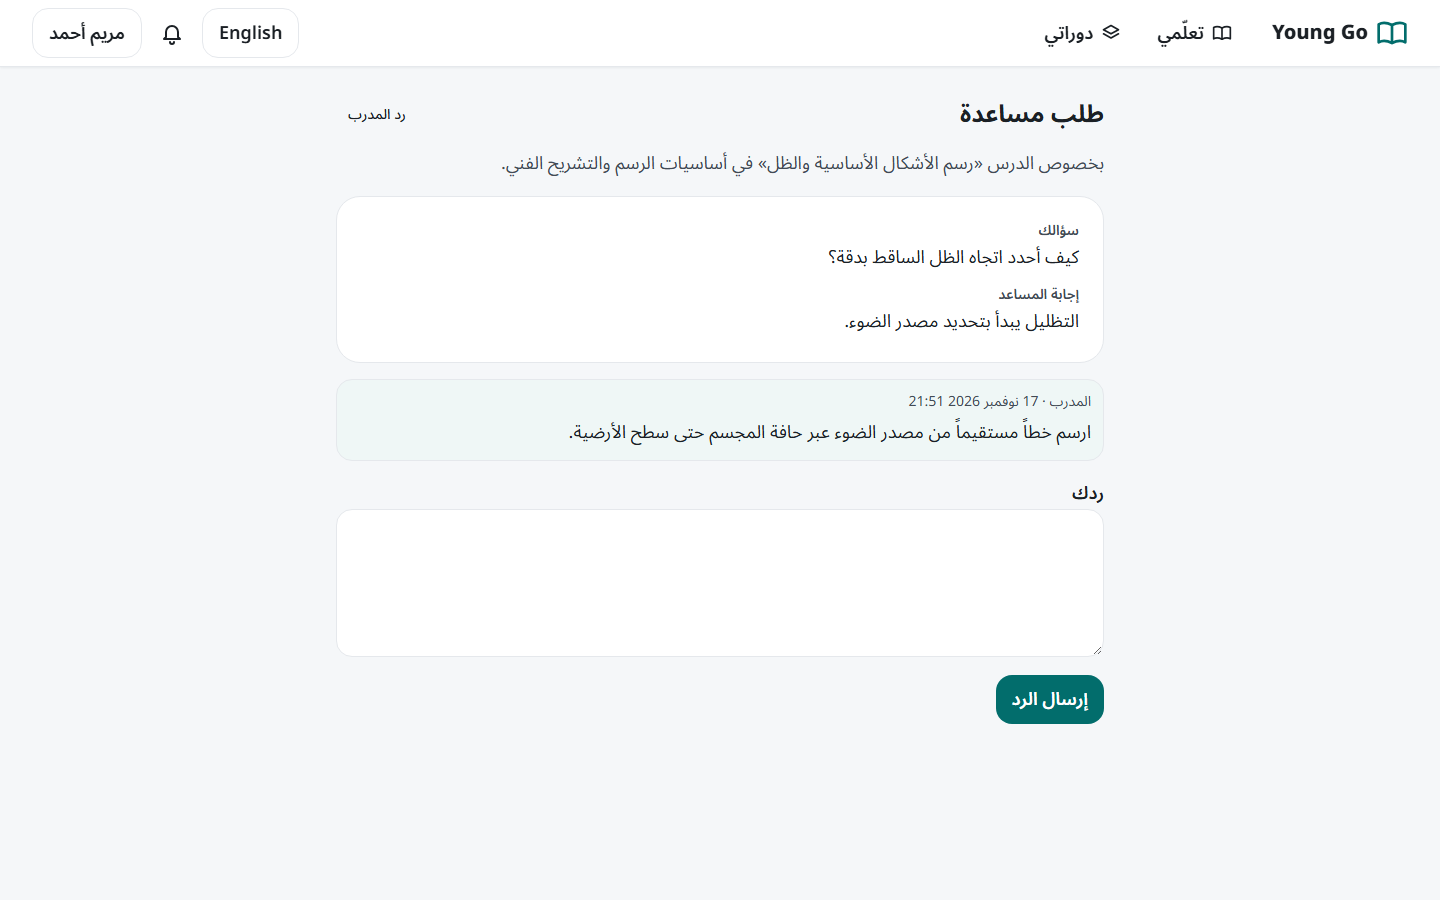 Young Go
تعلّمي
دوراتي
English
مريم أحمد
طلب مساعدة
رد المدرب
بخصوص الدرس «رسم الأشكال الأساسية والظل» في أساسيات الرسم والتشريح الفني.
سؤالك
كيف أحدد اتجاه الظل الساقط بدقة؟
إجابة المساعد
التظليل يبدأ بتحديد مصدر الضوء.
المدرب · 17 نوفمبر 2026 21:51
ارسم خطاً مستقيماً من مصدر الضوء عبر حافة المجسم حتى سطح الأرضية.
ردك
إرسال الرد